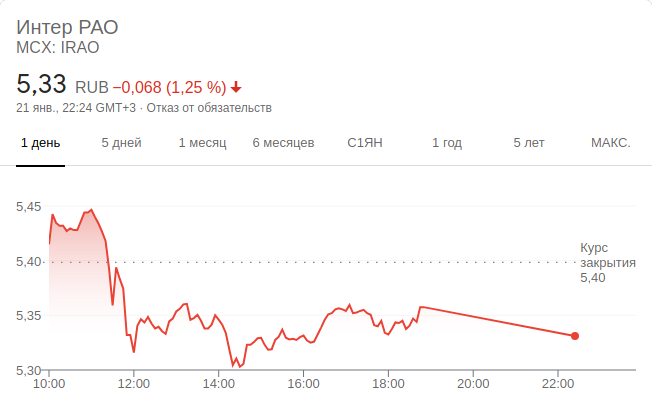 Интер РАО
MCX: IRAO
5,33 RUB −0,068 (1,25 %)
21 янв., 22:24 GMT+3 · Отказ от обязательств
1 день 5 дней 1 месяц 6 месяцев С1ЯН 1 год 5 лет МАКС.
5,45
5,40
Курс
закрытия
5,40
5,35
5,30
10:00 12:00 14:00 16:00 18:00 20:00 22:00